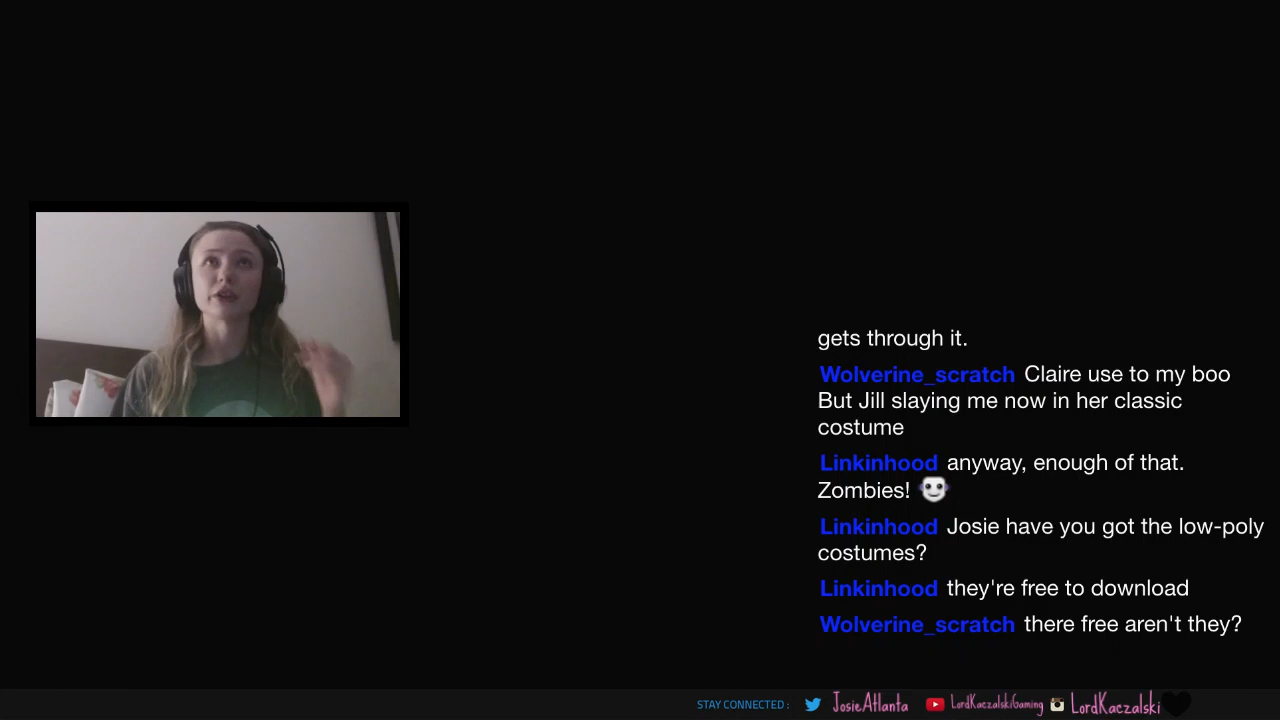 gets through it.
Wolverine_scratch Claire use to my boo
But Jill slaying me now in her classic
costume
Linkinhood anyway, enough of that.
Zombies!
Linkinhood Josie have you got the low-poly
costumes?
Linkinhood they're free to download
Wolverine_scratch there free aren't they?
STAY CONNECTED : JosieAtlanta LordKaczalskiGaming LordKaczalski